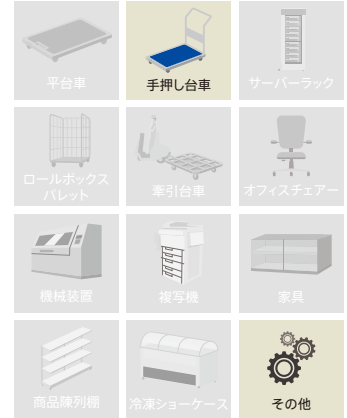 平台車
手押し台車
サーバーラック
ロールボックス
パレット
牽引台車
オフィスチェアー
機械装置
複写機
家具
商品陳列棚
冷凍ショーケース
その他